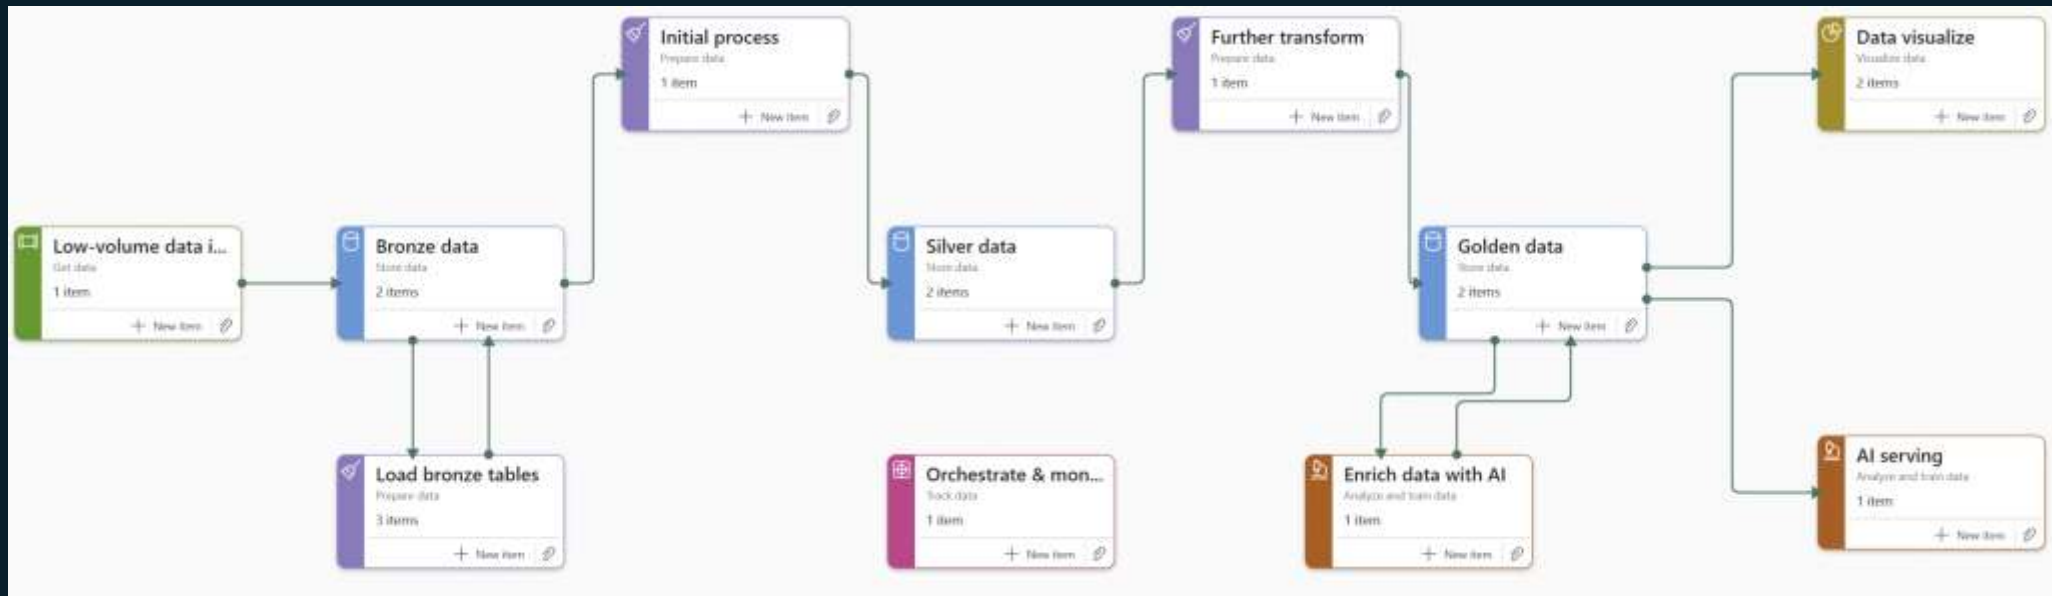 Initial process
Prepare data
1 item
+ New item
Further transform
Prepare data
1 item
+ New item
Data visualize
Visualize data
2 items
+ New item
Low-volume data i...
Get data
1 item
+ New item
Bronze data
Store data
2 items
+ New item
Silver data
Store data
2 items
+ New item
Golden data
Store data
2 items
+ New item
Load bronze tables
Prepare data
3 items
+ New item
Orchestrate & mon...
Track data
1 item
+ New item
Enrich data with AI
Analyze and train data
1 item
+ New item
AI serving
Analyze and train data
1 item
+ New item